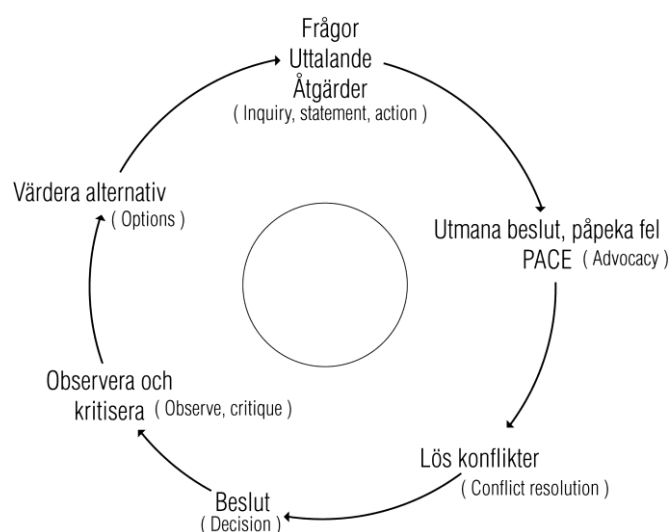 Frågor
Uttalande
Åtgärder
( Inquiry, statement, action )
Utmana beslut, påpeka fel
PACE ( Advocacy )
Lös konflikter
( Conflict resolution )
Beslut
( Decision )
Observera och
kritisera ( Observe, critique )
Värdera alternativ
( Options )